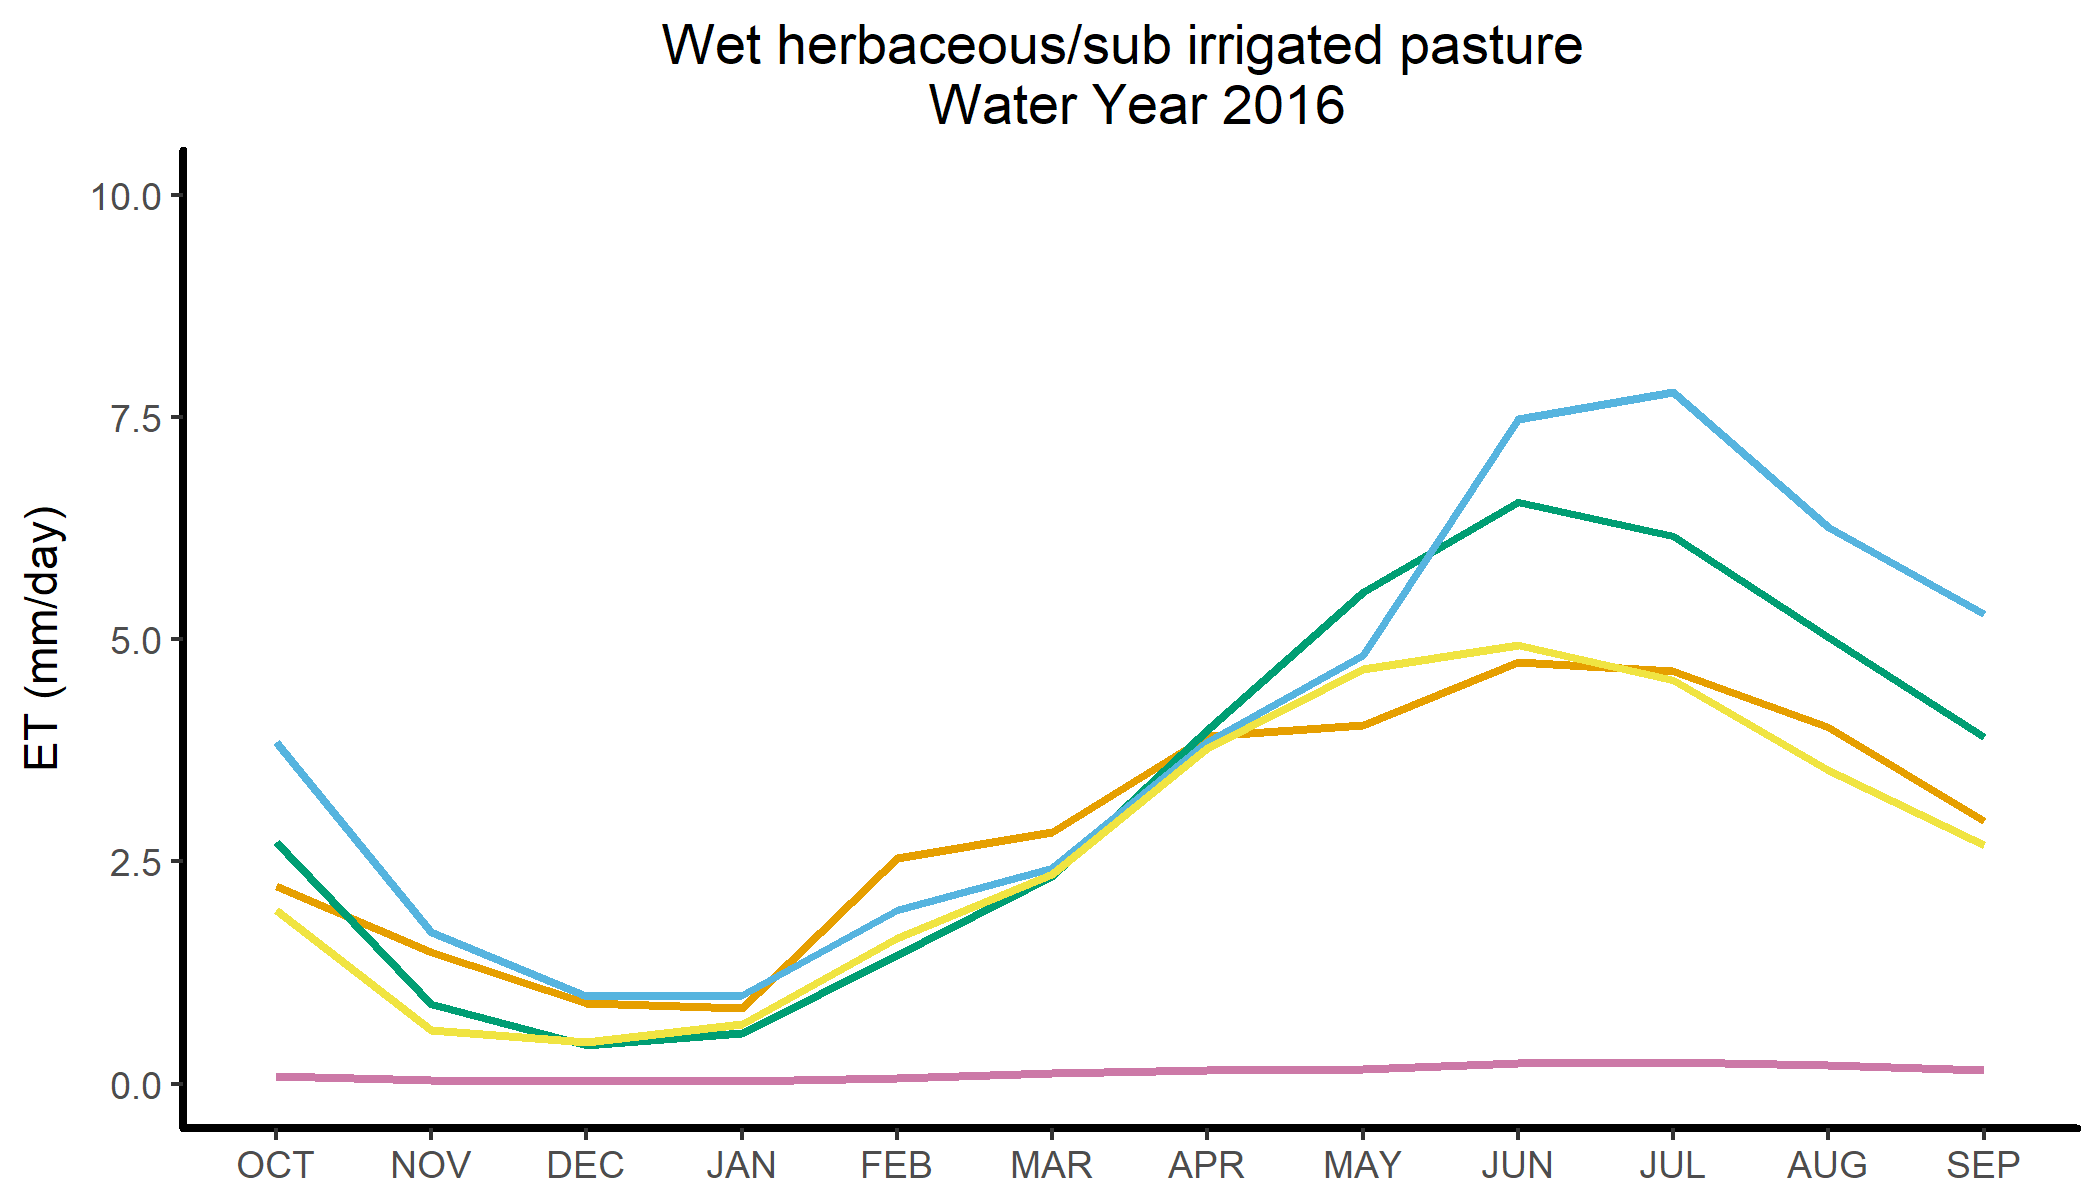 Wet herbaceous/sub irrigated pasture
Water Year 2016
ET (mm/day)
10.0
7.5
5.0
2.5
0.0
OCT NOV DEC JAN FEB MAR APR MAY JUN JUL AUG SEP